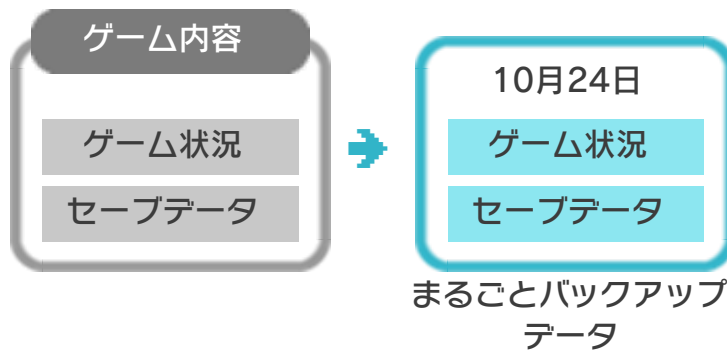 ゲーム内容
ゲーム状況
セーブデータ
10月24日
ゲーム状況
セーブデータ
まるごとバックアップ
データ